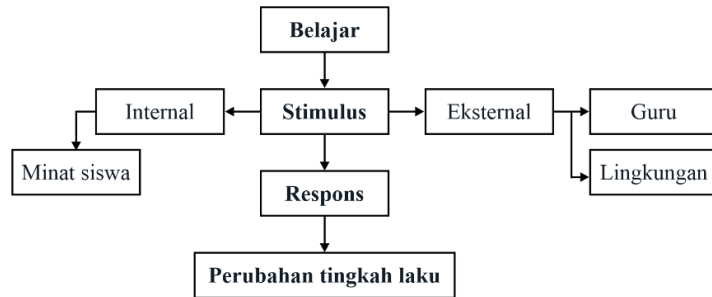 Belajar
Internal
Stimulus
Eksternal
Guru
Minat siswa
Lingkungan
Respons
Perubahan tingkah laku